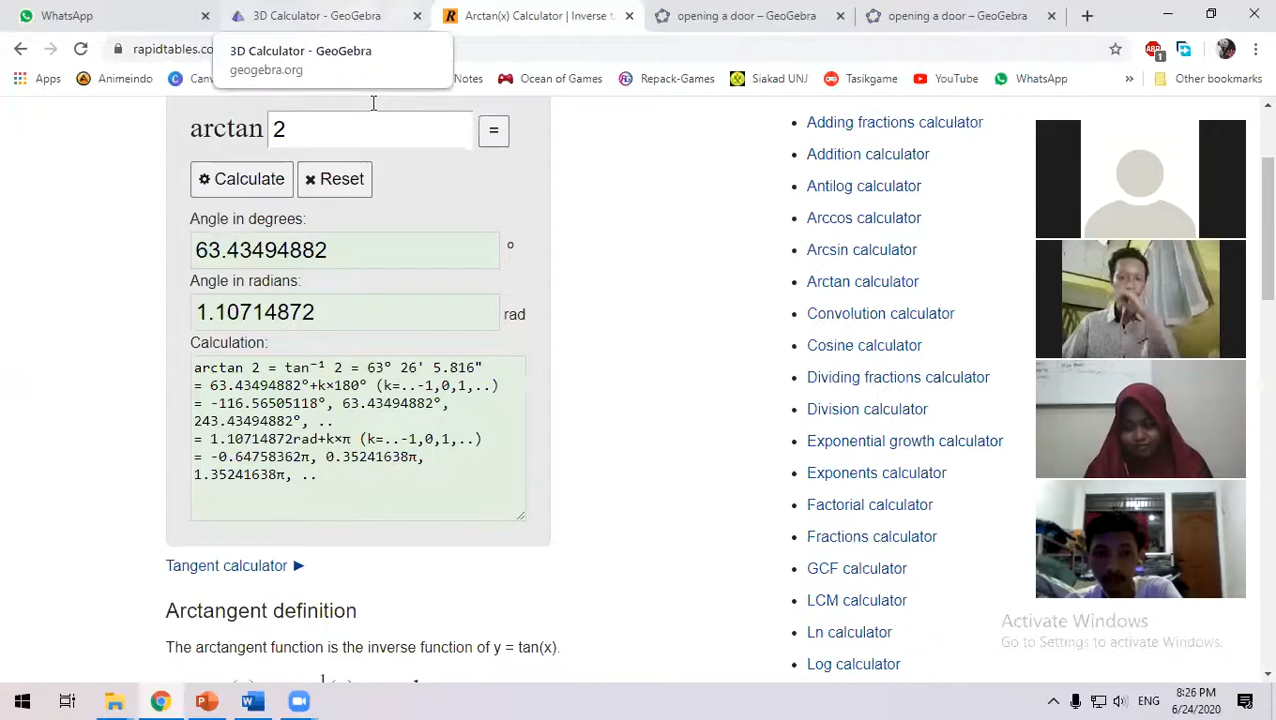 WhatsApp
3D Calculator - GeoGebra
Arctan(x) Calculator | Inverse t
opening a door – GeoGebra
opening a door – GeoGebra
rapidtables.co
3D Calculator - GeoGebra
geogebra.org
ABP
1
Apps
Animeindo
Notes
Ocean of Games
Repack-Games
Siakad UNJ
Tasikgame
YouTube
WhatsApp
Other bookmarks
arctan 2
=
Calculate
Reset
Angle in degrees:
63.43494882 °
Angle in radians:
1.10714872 rad
Calculation:
arctan 2 = tan⁻¹ 2 = 63° 26' 5.816"
= 63.43494882°+k×180° (k=..-1,0,1,..)
= -116.56505118°, 63.43494882°,
243.43494882°, ..
= 1.10714872rad+k×π (k=..-1,0,1,..)
= -0.64758362π, 0.35241638π,
1.35241638π, ..
Tangent calculator ►
Arctangent definition
The arctangent function is the inverse function of y = tan(x).
Adding fractions calculator
Addition calculator
Antilog calculator
Arccos calculator
Arcsin calculator
Arctan calculator
Convolution calculator
Cosine calculator
Dividing fractions calculator
Division calculator
Exponential growth calculator
Exponents calculator
Factorial calculator
Fractions calculator
GCF calculator
LCM calculator
Ln calculator
Log calculator
Activate Windows
Go to Settings to activate Windows.
ENG
8:26 PM
6/24/2020